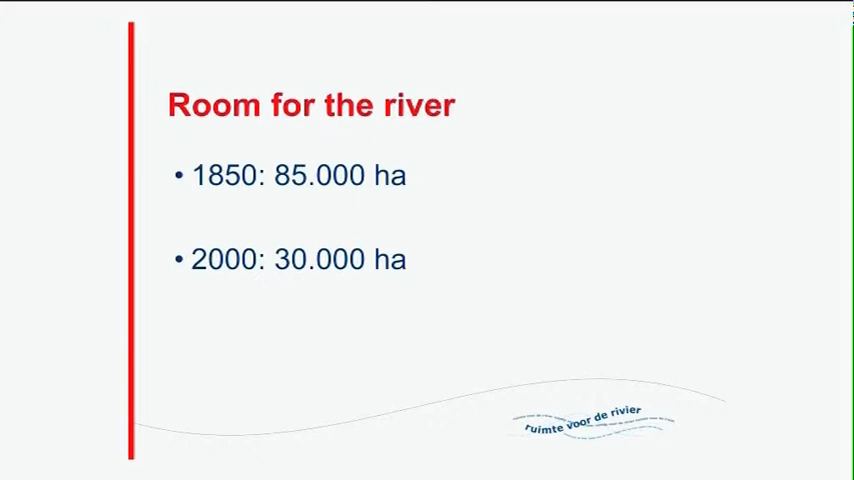 Room for the river
• 1850: 85.000 ha
• 2000: 30.000 ha
ruimte voor de rivier